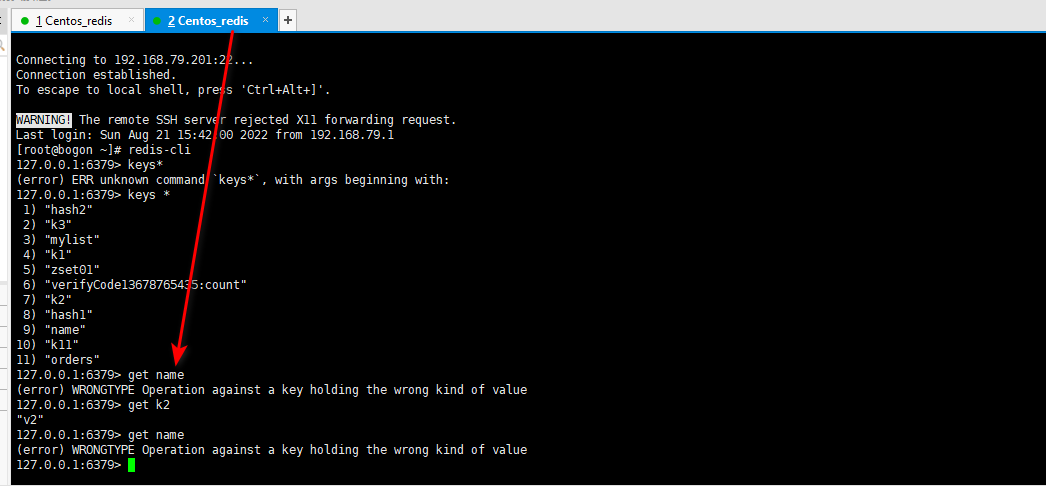 1 Centos_redis ×
2 Centos_redis × +
Connecting to 192.168.79.201:22...
Connection established.
To escape to local shell, press 'Ctrl+Alt+]'.
WARNING! The remote SSH server rejected X11 forwarding request.
Last login: Sun Aug 21 15:42:00 2022 from 192.168.79.1
[root@bogon ~]# redis-cli
127.0.0.1:6379> keys*
(error) ERR unknown command `keys*`, with args beginning with:
127.0.0.1:6379> keys *
1) "hash2"
2) "k3"
3) "mylist"
4) "k1"
5) "zset01"
6) "verifyCode13678765435:count"
7) "k2"
8) "hash1"
9) "name"
10) "k11"
11) "orders"
127.0.0.1:6379> get name
(error) WRONGTYPE Operation against a key holding the wrong kind of value
127.0.0.1:6379> get k2
"v2"
127.0.0.1:6379> get name
(error) WRONGTYPE Operation against a key holding the wrong kind of value
127.0.0.1:6379>